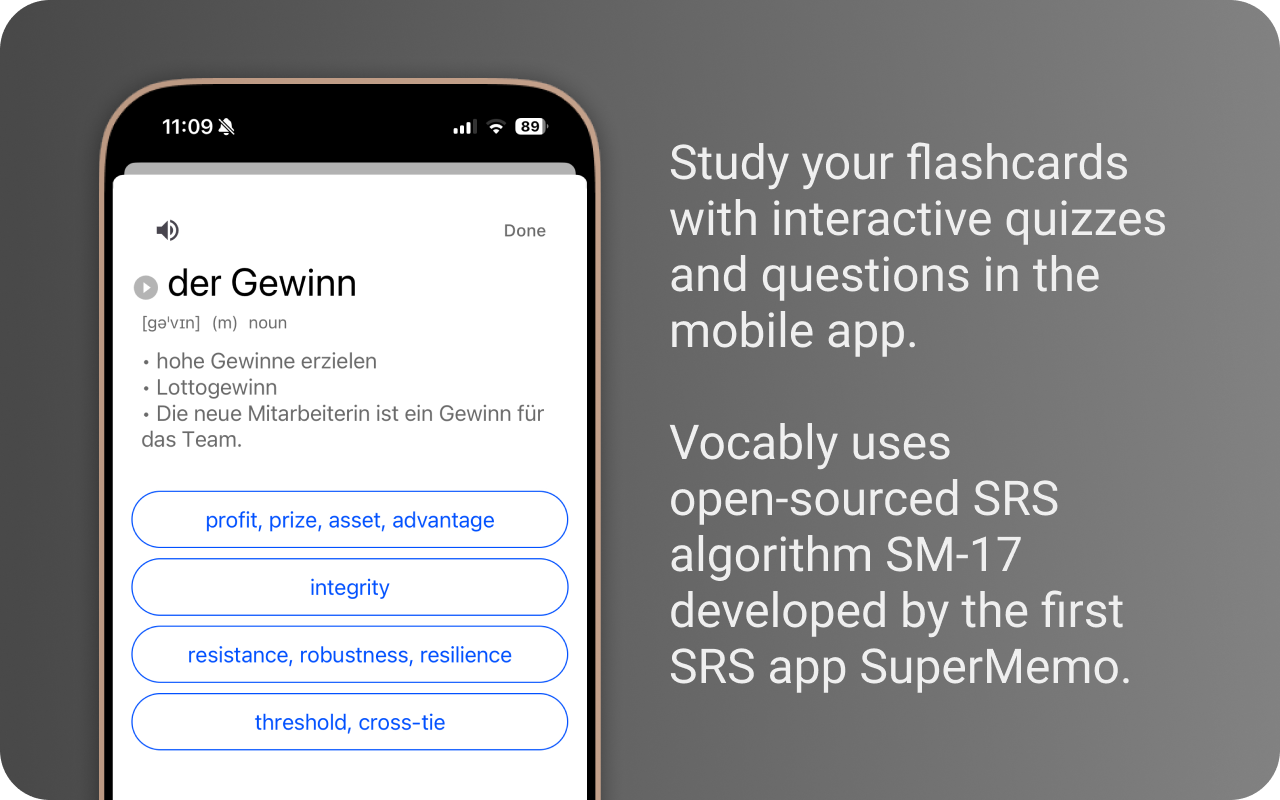 11:09
89
Done
der Gewinn
[ɡəˈvɪn] (m) noun
• hohe Gewinne erzielen
• Lottogewinn
• Die neue Mitarbeiterin ist ein Gewinn für
das Team.
profit, prize, asset, advantage
integrity
resistance, robustness, resilience
threshold, cross-tie
Study your flashcards
with interactive quizzes
and questions in the
mobile app.
Vocably uses
open-sourced SRS
algorithm SM-17
developed by the first
SRS app SuperMemo.